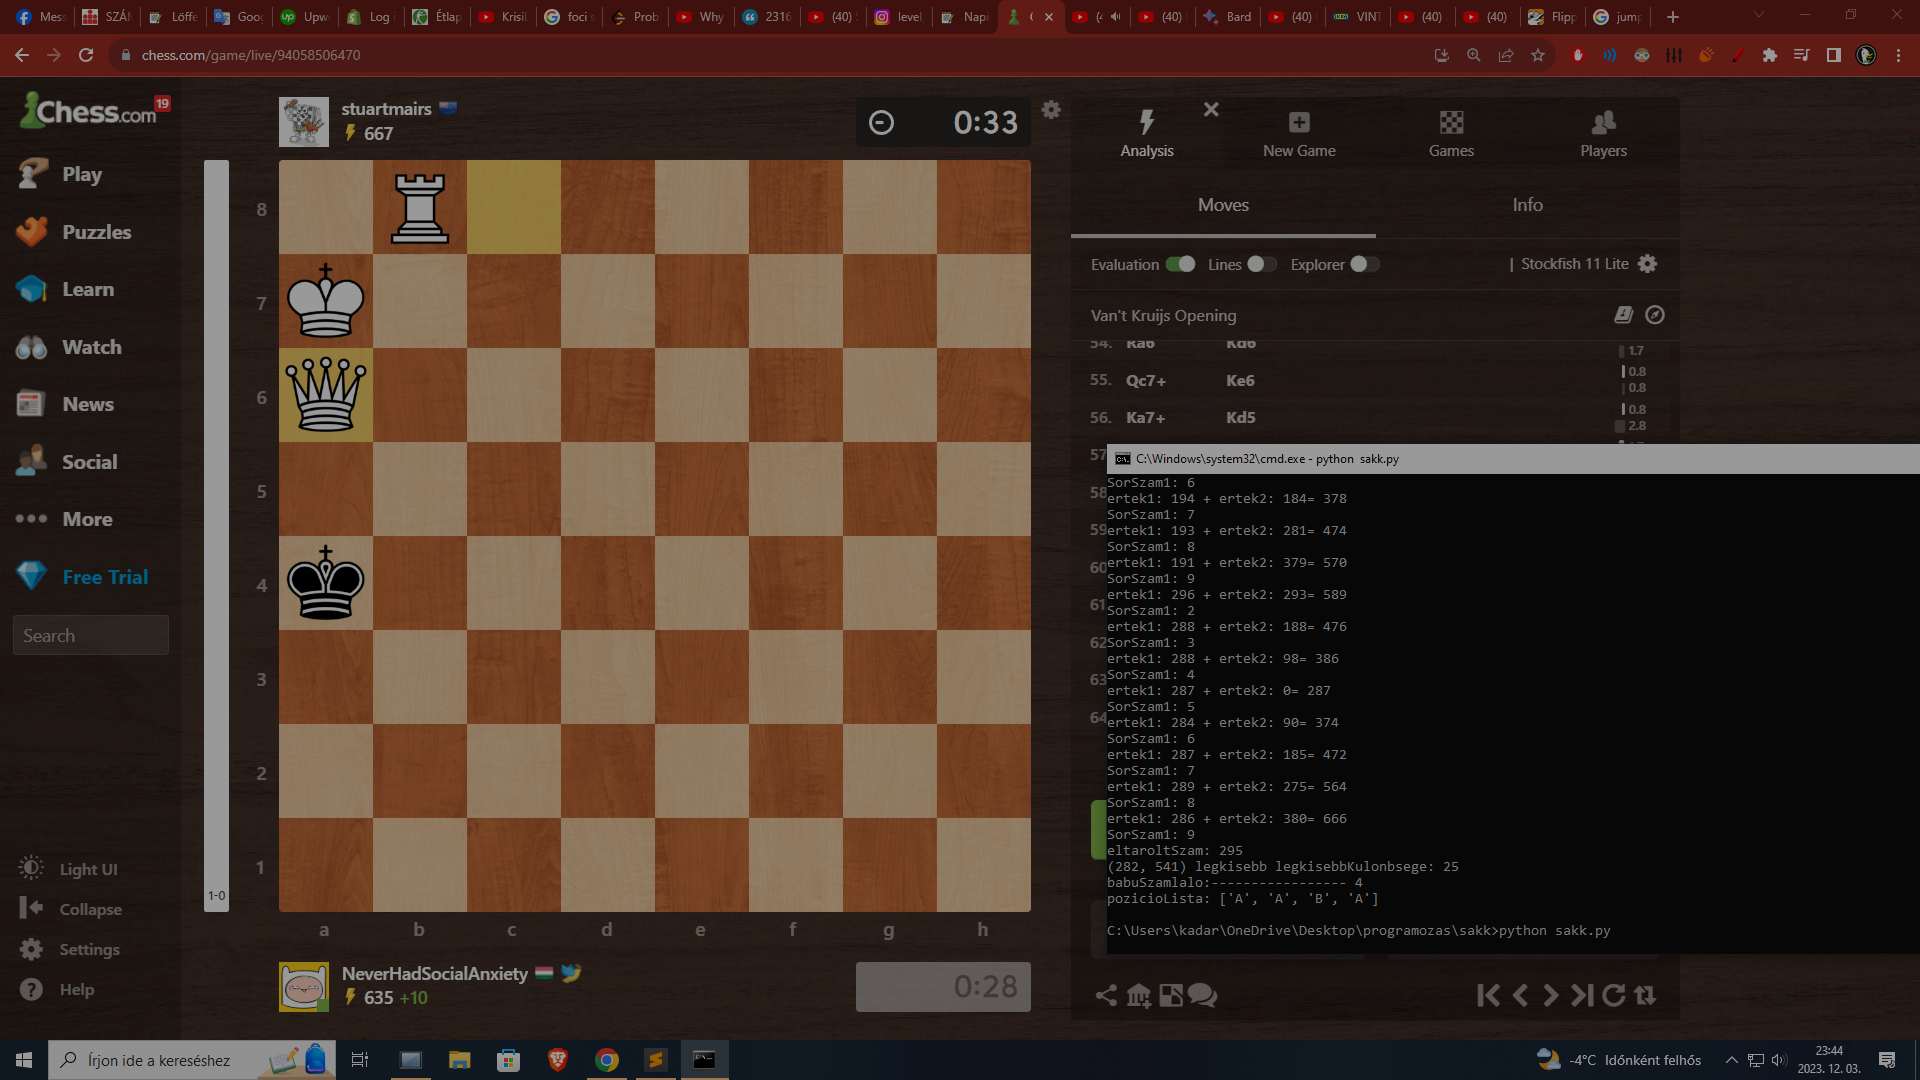 Mess
SZÁM
Löffe
Goog
Upw
Log i
Étlap
Krisil
foci s
Prob
Why
2316
(40) S
level
Napi
(40)
Bard
(40)
VINT
(40)
(40)
Flipp
jump
chess.com/game/live/94058506470
Chess.com
19
Play
Puzzles
Learn
Watch
News
Social
More
Free Trial
Search
Light UI
Collapse
Settings
Help
stuartmairs
667
0:33
8
7
6
5
4
3
2
1
1-0
a b c d e f g h
NeverHadSocialAnxiety
635 +10
0:28
Analysis
New Game
Games
Players
Moves
Info
Evaluation
Lines
Explorer
| Stockfish 11 Lite
Van't Kruijs Opening
54. Ra6 Kd6
1.7
55. Qc7+ Ke6
0.8
0.8
56. Ka7+ Kd5
0.8
2.8
57
58
59
60
61
62
63
64
C:\Windows\system32\cmd.exe - python sakk.py
SorSzam1: 6
ertek1: 194 + ertek2: 184= 378
SorSzam1: 7
ertek1: 193 + ertek2: 281= 474
SorSzam1: 8
ertek1: 191 + ertek2: 379= 570
SorSzam1: 9
ertek1: 296 + ertek2: 293= 589
SorSzam1: 2
ertek1: 288 + ertek2: 188= 476
SorSzam1: 3
ertek1: 288 + ertek2: 98= 386
SorSzam1: 4
ertek1: 287 + ertek2: 0= 287
SorSzam1: 5
ertek1: 284 + ertek2: 90= 374
SorSzam1: 6
ertek1: 287 + ertek2: 185= 472
SorSzam1: 7
ertek1: 289 + ertek2: 275= 564
SorSzam1: 8
ertek1: 286 + ertek2: 380= 666
SorSzam1: 9
eltaroltSzam: 295
(282, 541) legkisebb legkisebbKulonbsege: 25
babuSzamlalo:----------------- 4
pozicioLista: ['A', 'A', 'B', 'A']
C:\Users\kadar\OneDrive\Desktop\programozas\sakk>python sakk.py
Írjon ide a kereséshez
-4°C Időnként felhős
23:44
2023. 12. 03.